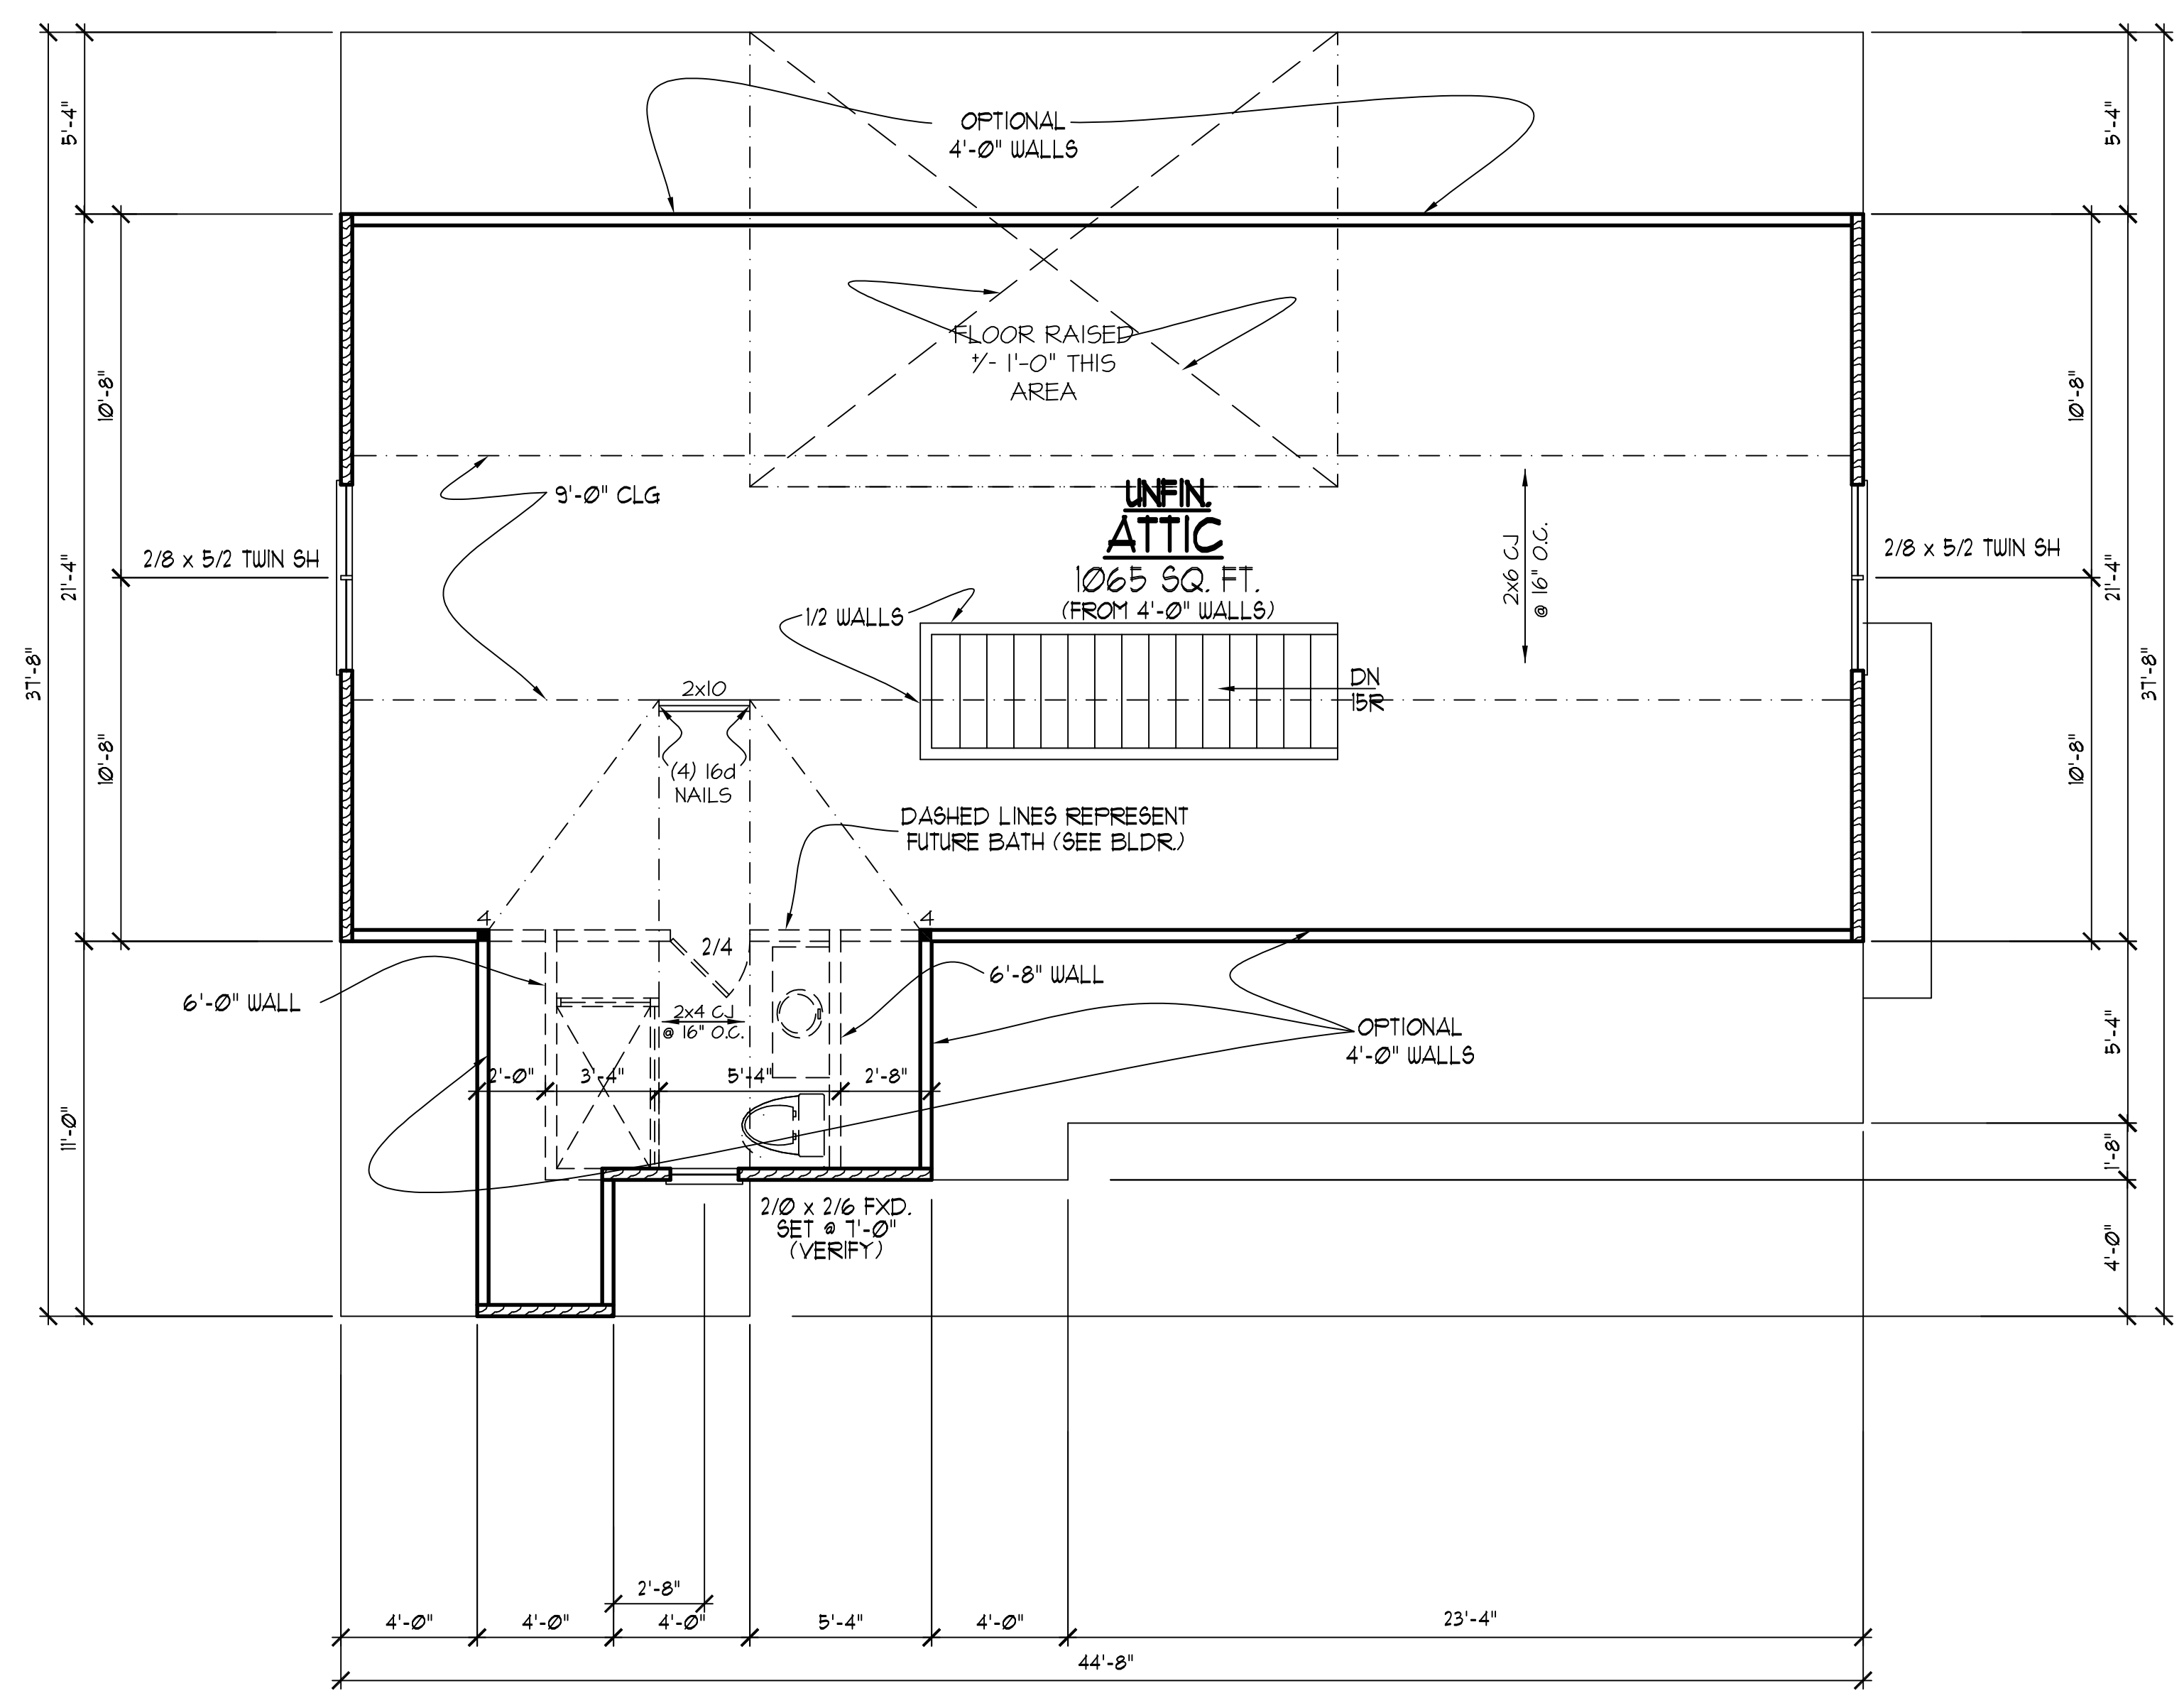 OPTIONAL
4'-0" WALLS
5'-4"
5'-4"
FLOOR RAISED
+/- 1'-0" THIS
AREA
10'-8"
10'-8"
9'-0" CLG
UNFIN.
ATTIC
1065 SQ. FT.
(FROM 4'-0" WALLS)
2x6 CJ
@ 16" O.C.
2/8 x 5/2 TWIN SH
2/8 x 5/2 TWIN SH
21'-4"
21'-4"
1/2 WALLS
37'-8"
37'-8"
DN
15R
2x10
(4) 16d
NAILS
10'-8"
10'-8"
DASHED LINES REPRESENT
FUTURE BATH (SEE BLDR.)
4
4
2/4
6'-0" WALL
6'-8" WALL
2x4 CJ
@ 16" O.C.
OPTIONAL
4'-0" WALLS
5'-4"
2'-0"
3'-4"
5'-4"
2'-8"
11'-0"
1'-8"
2/0 x 2/6 FXD.
SET @ 7'-0"
(VERIFY)
4'-0"
2'-8"
4'-0"
4'-0"
4'-0"
5'-4"
4'-0"
23'-4"
44'-8"